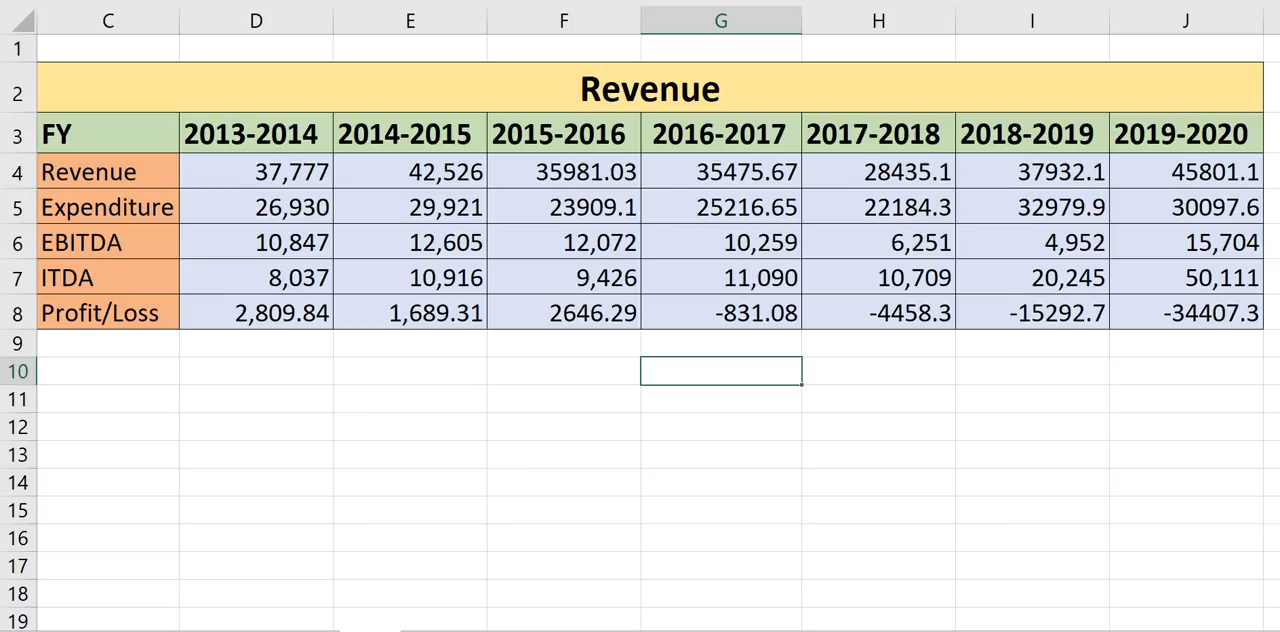 C D E F G H I J
1
2 Revenue
3 FY 2013-2014 2014-2015 2015-2016 2016-2017 2017-2018 2018-2019 2019-2020
4 Revenue 37,777 42,526 35981.03 35475.67 28435.1 37932.1 45801.1
5 Expenditure 26,930 29,921 23909.1 25216.65 22184.3 32979.9 30097.6
6 EBITDA 10,847 12,605 12,072 10,259 6,251 4,952 15,704
7 ITDA 8,037 10,916 9,426 11,090 10,709 20,245 50,111
8 Profit/Loss 2,809.84 1,689.31 2646.29 -831.08 -4458.3 -15292.7 -34407.3
9
10
11
12
13
14
15
16
17
18
19